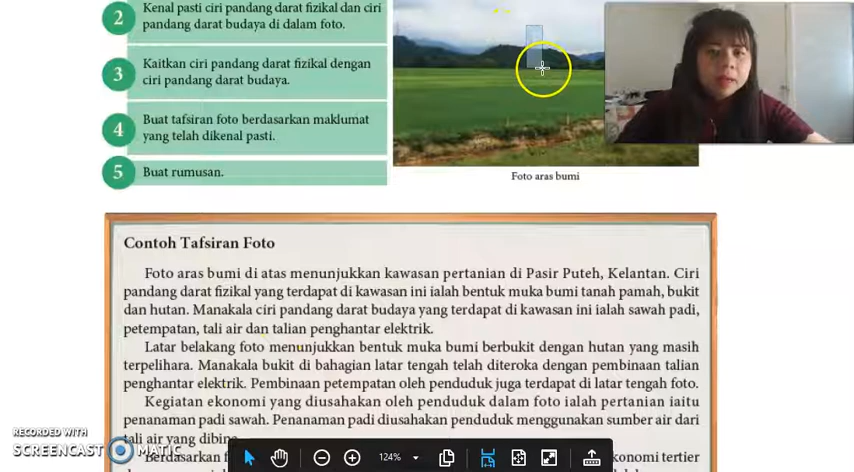 2
Kenal pasti ciri pandang darat fizikal dan ciri
pandang darat budaya di dalam foto.
3
Kaitkan ciri pandang darat fizikal dengan
ciri pandang darat budaya.
4
Buat tafsiran foto berdasarkan maklumat
yang telah dikenal pasti.
5
Buat rumusan.
Foto aras bumi
Contoh Tafsiran Foto
Foto aras bumi di atas menunjukkan kawasan pertanian di Pasir Puteh, Kelantan. Ciri
pandang darat fizikal yang terdapat di kawasan ini ialah bentuk muka bumi tanah pamah, bukit
dan hutan. Manakala ciri pandang darat budaya yang terdapat di kawasan ini ialah sawah padi,
petempatan, tali air dan talian penghantar elektrik.
Latar belakang foto menunjukkan bentuk muka bumi berbukit dengan hutan yang masih
terpelihara. Manakala bukit di bahagian latar tengah telah diteroka dengan pembinaan talian
penghantar elektrik. Pembinaan petempatan oleh penduduk juga terdapat di latar tengah foto.
Kegiatan ekonomi yang diusahakan oleh penduduk dalam foto ialah pertanian iaitu
penanaman padi sawah. Penanaman padi diusahakan penduduk menggunakan sumber air dari
tali air yang dibina
Berdasarkan
konomi tertier
RECORDED WITH
SCREENCAST MATIC
124%